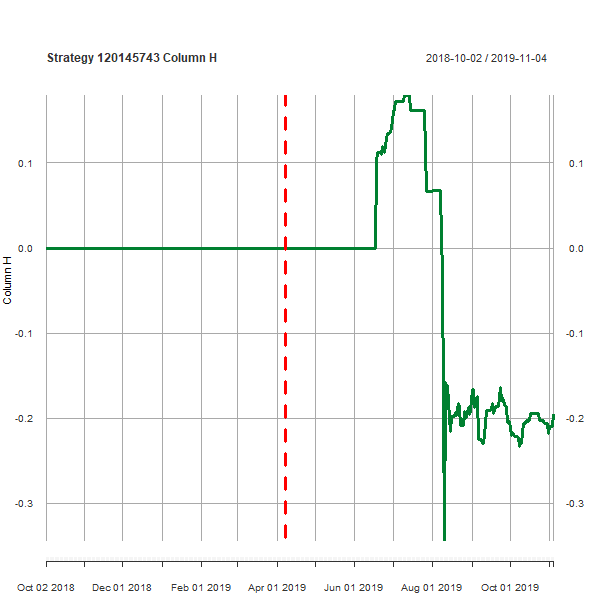 Strategy 120145743 Column H
2018-10-02 / 2019-11-04
0.1
0.1
0.0
0.0
Column H
-0.1
-0.1
-0.2
-0.2
-0.3
-0.3
Oct 02 2018
Dec 01 2018
Feb 01 2019
Apr 01 2019
Jun 01 2019
Aug 01 2019
Oct 01 2019